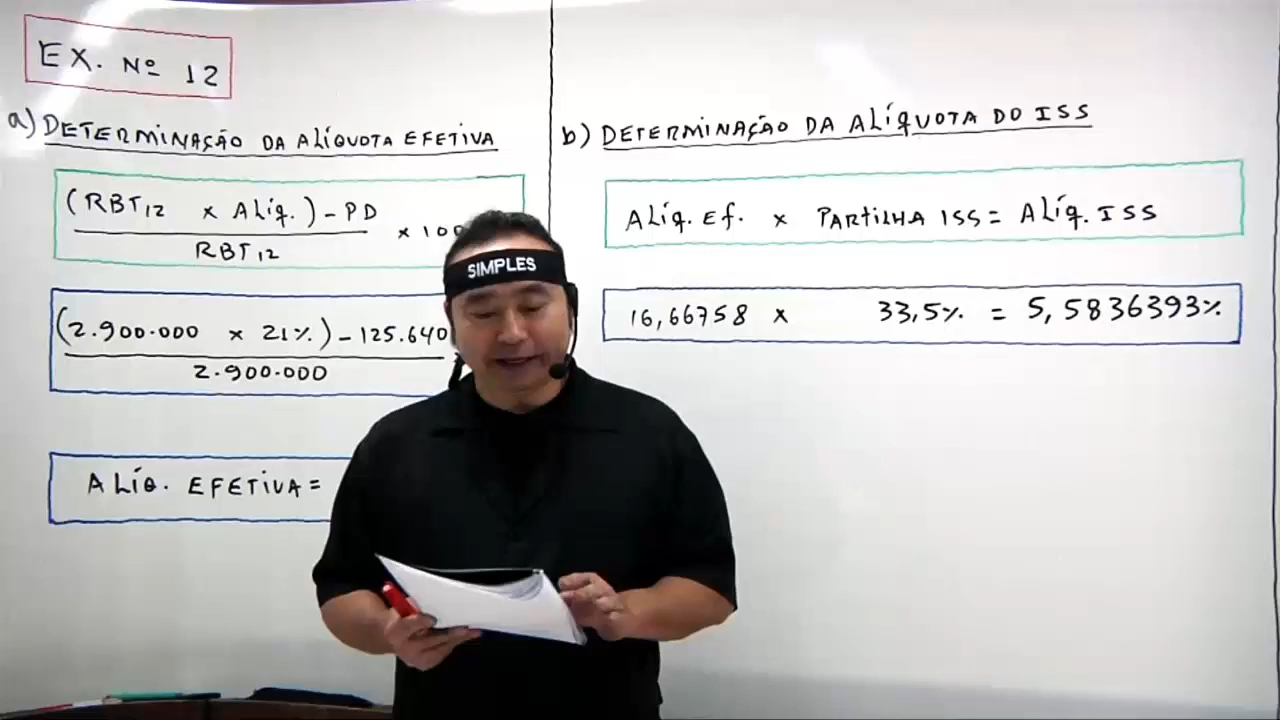 EX. Nº 12
a) DETERMINAÇÃO DA ALÍQUOTA EFETIVA
(RBT12 x ALÍQ.) - PD
RBT12
x 100
(2.900.000 x 21%) - 125.640
2.900.000
ALÍQ. EFETIVA =
b) DETERMINAÇÃO DA ALÍQUOTA DO ISS
ALÍQ. EF. x PARTILHA ISS = ALÍQ. ISS
16,66758 x 33,5% = 5,5836393%
SIMPLES